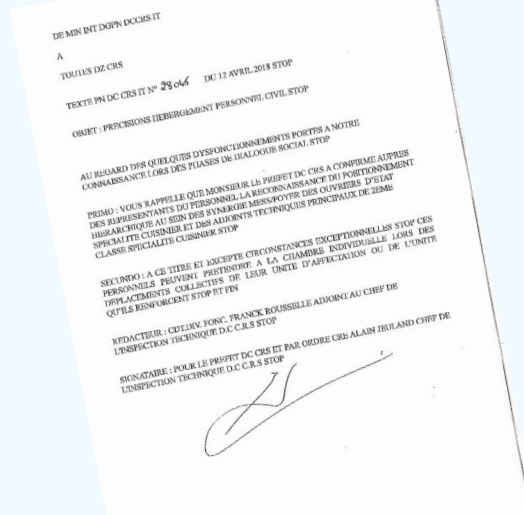 DE MIN INT DGPN DCCRS IT
A
TOUTES DZ CRS
TEXTE PN DC CRS IT N° 28045 DU 12 AVRIL 2018 STOP
OBJET : PRECISIONS HEBERGEMENT PERSONNEL CIVIL STOP
AU REGARD DES QUELQUES DYSFONCTIONNEMENTS PORTES A NOTRE
CONNAISSANCE LORS DES PHASES DE DIALOGUE SOCIAL STOP
PRIMO : VOUS RAPPELLE QUE MONSIEUR LE PREFET DC CRS A CONFIRME AUPRES
DES REPRESENTANTS DU PERSONNEL LA RECONNAISSANCE DU POSITIONNEMENT
HIERARCHIQUE AU SEIN DES SYNERGIE MESS/FOYER DES OUVRIERS D'ETAT
SPECIALITE CUISINIER ET DES ADJOINTS TECHNIQUES PRINCIPAUX DE 2EME
CLASSE SPECIALITE CUISINIER STOP
SECUNDO : A CE TITRE ET EXCEPTE CIRCONSTANCES EXCEPTIONNELLES STOP CES
PERSONNELS PEUVENT PRETENDRE A LA CHAMBRE INDIVIDUELLE LORS DES
DEPLACEMENTS COLLECTIFS DE LEUR UNITE D'AFFECTATION OU DE L'UNITE
QU'ILS RENFORCENT STOP ET FIN
REDACTEUR : CDT.DIV. FONC. FRANCK ROUSSELLE ADJOINT AU CHEF DE
L'INSPECTION TECHNIQUE D.C C.R.S STOP
SIGNATAIRE : POUR LE PREFET DC CRS ET PAR ORDRE CRE ALAIN CHEF DE
L'INSPECTION TECHNIQUE D.C C.R.S STOP